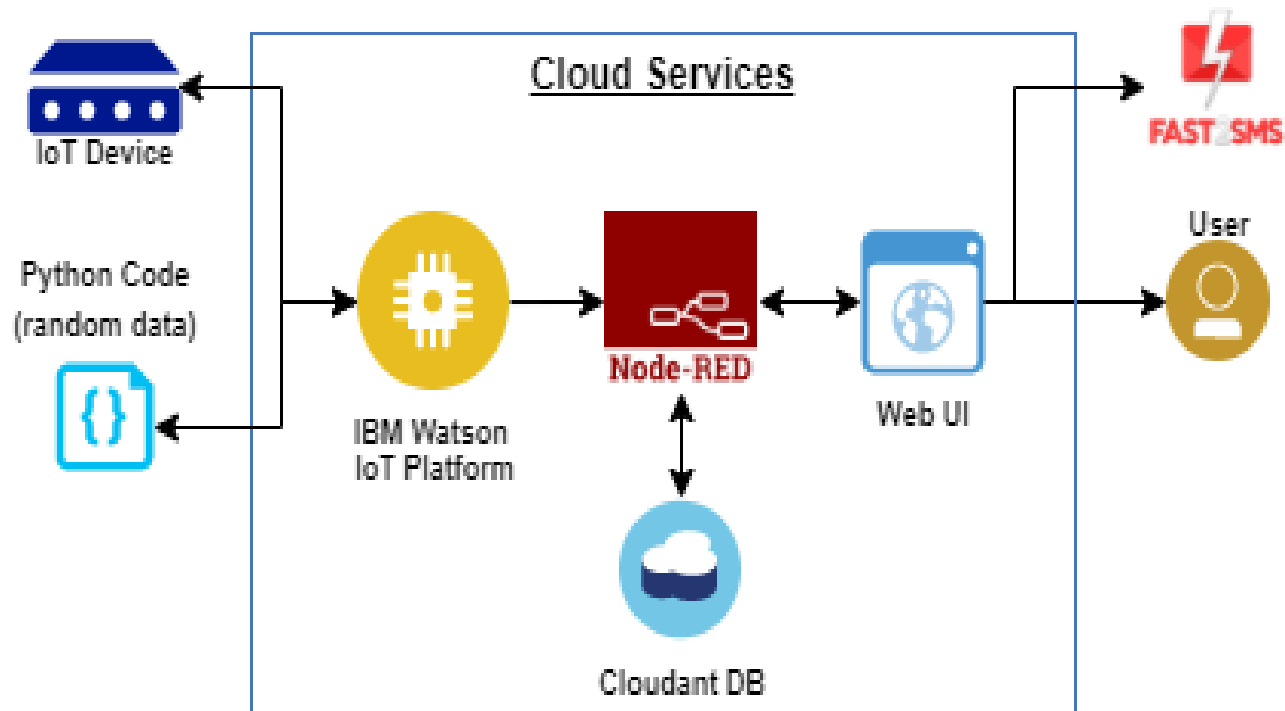 Cloud Services
IoT Device
FAST2SMS
User
Python Code
(random data)
Node-RED
Web UI
IBM Watson
IoT Platform
Cloudant DB